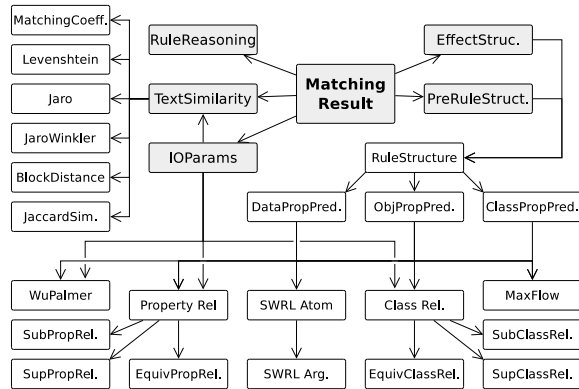 MatchingCoeff.
Levenshtein
Jaro
JaroWinkler
BlockDistance
JaccardSim.
RuleReasoning
TextSimilarity
IOParams
Matching
Result
EffectStruc.
PreRuleStruct.
RuleStructure
DataPropPred.
ObjPropPred.
ClassPropPred.
WuPalmer
Property Rel
SWRL Atom
Class Rel.
MaxFlow
SubPropRel.
SubClassRel.
SupPropRel.
EquivPropRel.
SWRL Arg.
EquivClassRel.
SupClassRel.